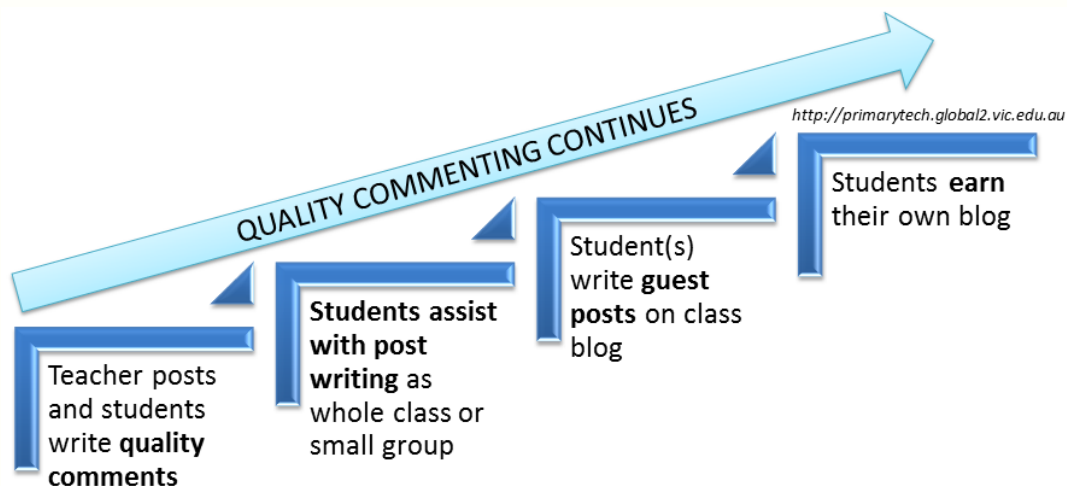 QUALITY COMMENTING CONTINUES
http://primarytech.global2.vic.edu.au
Teacher posts
and students
write quality
comments
Students assist
with post
writing as
whole class or
small group
Student(s)
write guest
posts on class
blog
Students earn
their own blog